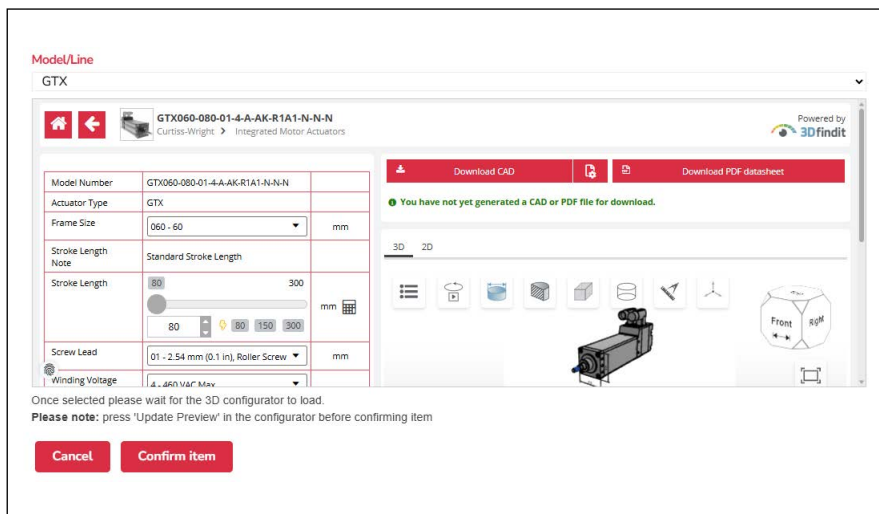 Model/Line
GTX
GTX060-080-01-4-A-AK-R1A1-N-N-N
Curtiss-Wright > Integrated Motor Actuators
Powered by
3Dfindit
Model Number GTX060-080-01-4-A-AK-R1A1-N-N-N
Actuator Type GTX
Frame Size 060 - 60 mm
Stroke Length
Note
Standard Stroke Length
Stroke Length 80 300
mm
80 80 150 300
Screw Lead 01 - 2.54 mm (0.1 in), Roller Screw mm
Winding Voltage 4 - 460 VAC Max
Download CAD
Download PDF datasheet
You have not yet generated a CAD or PDF file for download.
3D 2D
Front Right
Once selected please wait for the 3D configurator to load.
Please note: press 'Update Preview' in the configurator before confirming item
Cancel Confirm item